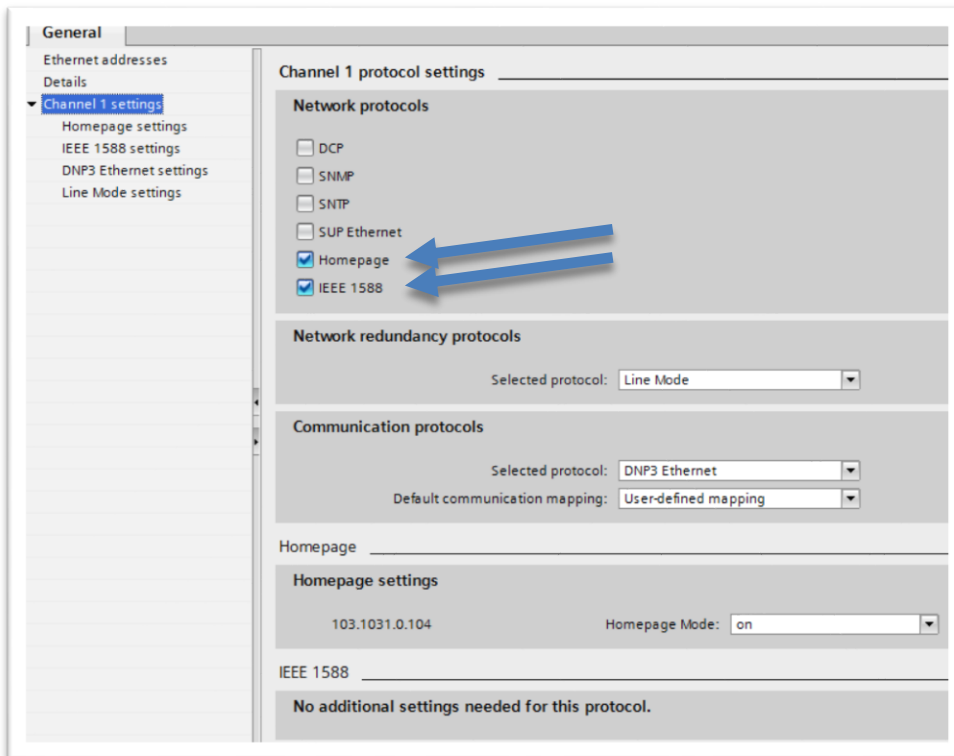 General
Ethernet addresses
Details
Channel 1 settings
Homepage settings
IEEE 1588 settings
DNP3 Ethernet settings
Line Mode settings
Channel 1 protocol settings
Network protocols
DCP
SNMP
SNTP
SUP Ethernet
Homepage
IEEE 1588
Network redundancy protocols
Selected protocol: Line Mode
Communication protocols
Selected protocol: DNP3 Ethernet
Default communication mapping: User-defined mapping
Homepage
Homepage settings
103.1031.0.104 Homepage Mode: on
IEEE 1588
No additional settings needed for this protocol.